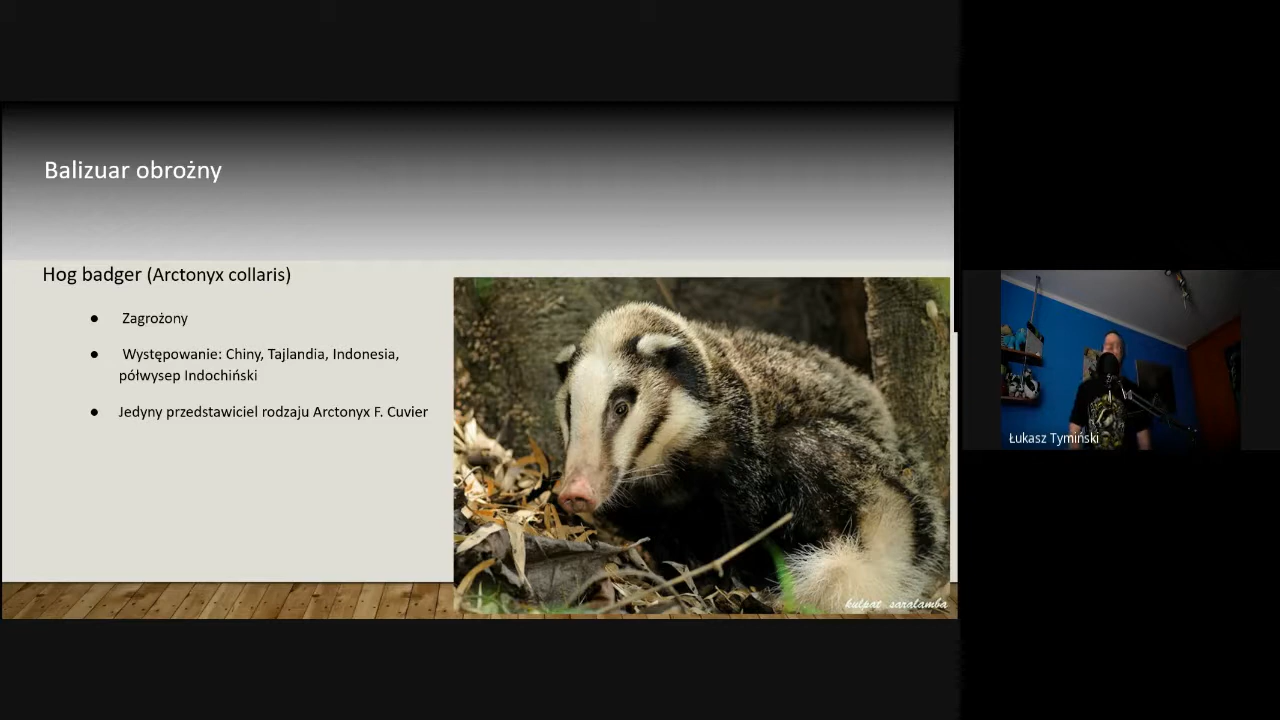 Balizuar obrożny
Hog badger (Arctonyx collaris)
● Zagrożony
● Występowanie: Chiny, Tajlandia, Indonesia,
półwysep Indochiński
● Jedyny przedstawiciel rodzaju Arctonyx F. Cuvier
kulpat saralamba
Łukasz Tymiński